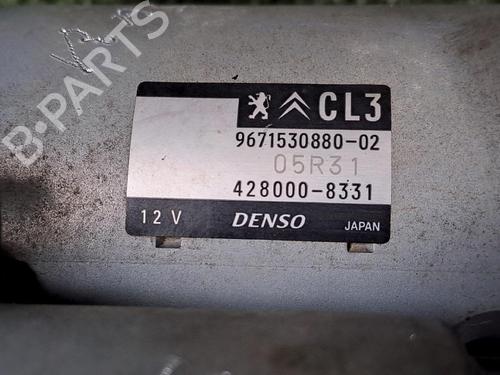 B-PARTS
CL3
9671530880-02
05R31
428000-8331
12 V DENSO JAPAN